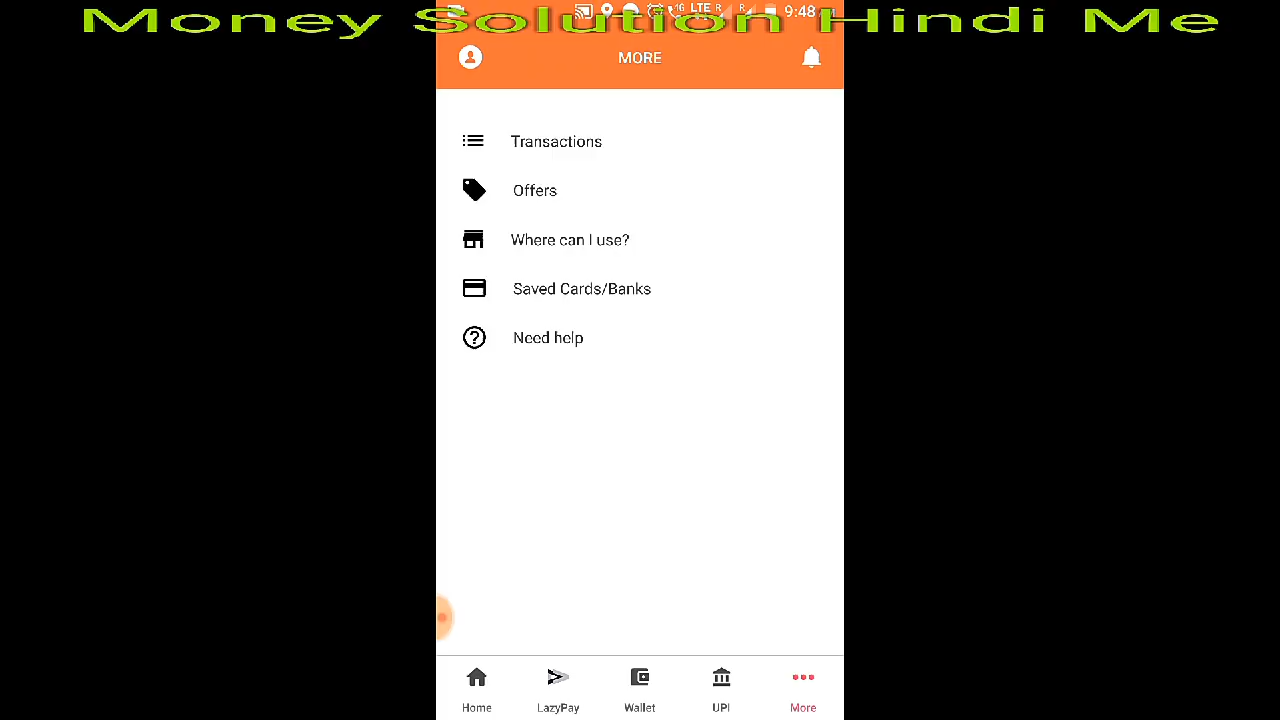 Money Solution Hindi Me
LTE R R 9:48
MORE
Transactions
Offers
Where can I use?
Saved Cards/Banks
Need help
Home LazyPay Wallet UPI More